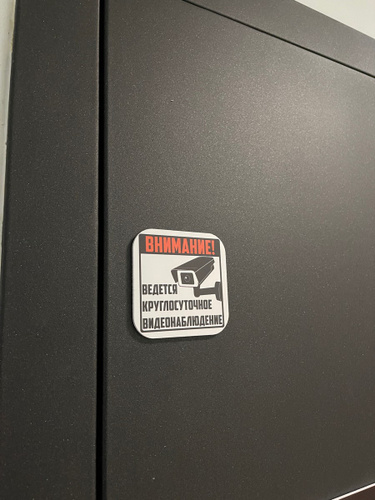 ВНИМАНИЕ!
ВЕДЕТСЯ
КРУГЛОСУТОЧНОЕ
ВИДЕОНАБЛЮДЕНИЕ